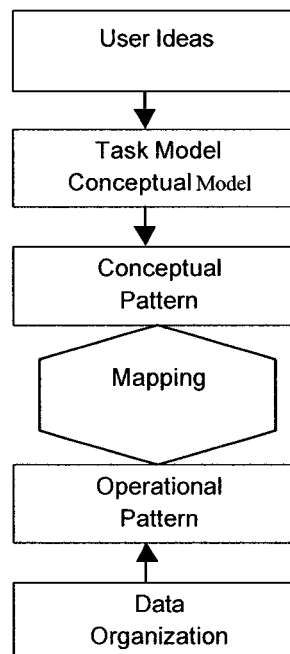 User Ideas
Task Model
Conceptual Model
Conceptual
Pattern
Mapping
Operational
Pattern
Data
Organization